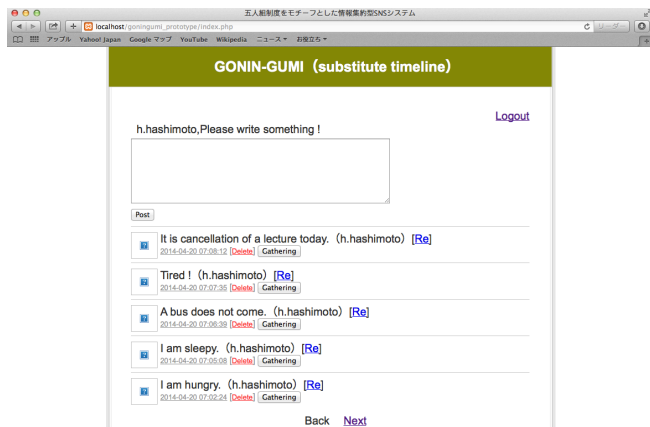 五人組制度をモチーフとした情報集約型SNSシステム
localhost/goningumi_prototype/index.php
リーダー
アップル Yahoo! Japan Google マップ YouTube Wikipedia ニュース お役立ち
GONIN-GUMI（substitute timeline）
Logout
h.hashimoto,Please write something !
Post
It is cancellation of a lecture today.（h.hashimoto）[Re]
2014-04-20 07:08:12 [Delete] Gathering
Tired !（h.hashimoto）[Re]
2014-04-20 07:07:35 [Delete] Gathering
A bus does not come.（h.hashimoto）[Re]
2014-04-20 07:06:39 [Delete] Gathering
I am sleepy.（h.hashimoto）[Re]
2014-04-20 07:05:08 [Delete] Gathering
I am hungry.（h.hashimoto）[Re]
2014-04-20 07:02:24 [Delete] Gathering
Back Next